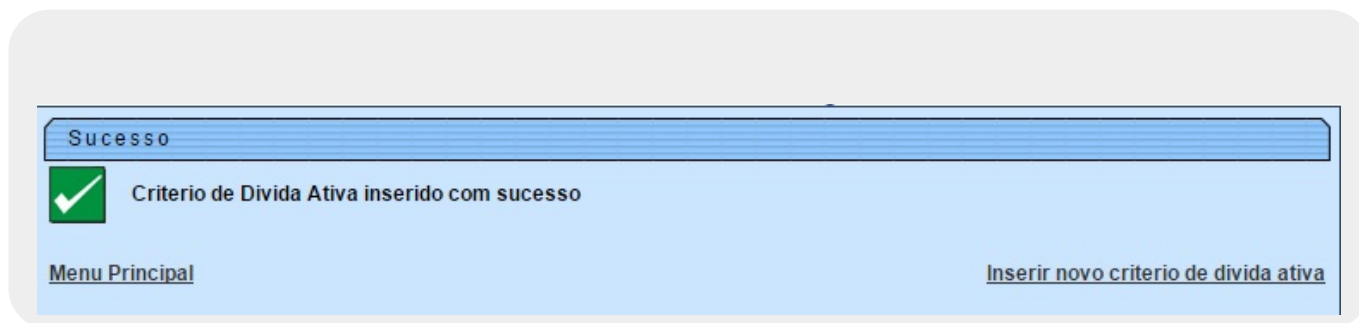 Sucesso
Criterio de Divida Ativa inserido com sucesso
Menu Principal
Inserir novo criterio de divida ativa